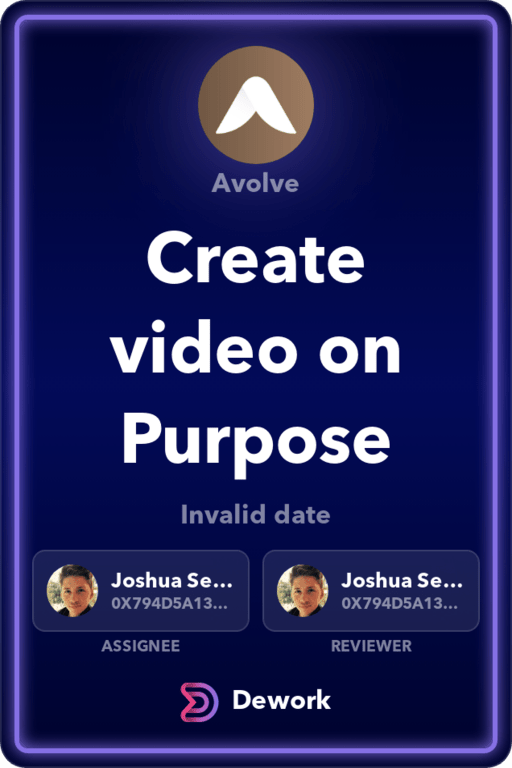 Avolve
Create
video on
Purpose
Invalid date
Joshua Se...
0X794D5A13...
Joshua Se...
0X794D5A13...
ASSIGNEE
REVIEWER
Dework